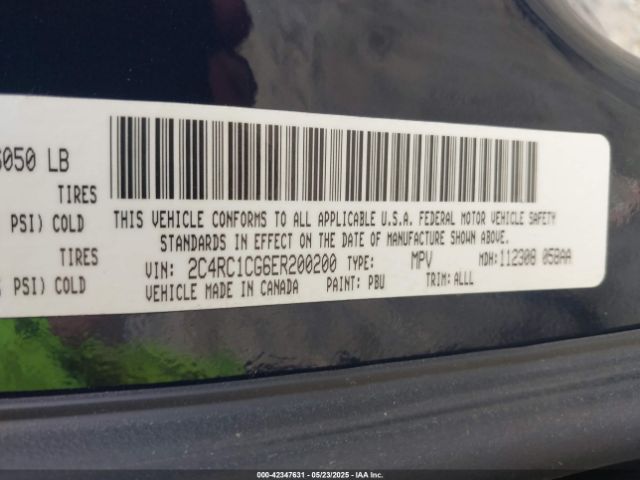 6050 LB
TIRES
PSI) COLD
TIRES
PSI) COLD
THIS VEHICLE CONFORMS TO ALL APPLICABLE U.S.A. FEDERAL MOTOR VEHICLE SAFETY
STANDARDS IN EFFECT ON THE DATE OF MANUFACTURE SHOWN ABOVE.
VIN: 2C4RC1CG6ER200200 TYPE: MPV MDH: 112308 058AA
VEHICLE MADE IN CANADA PAINT: PBU TRIM: ALLL
000-42347631 - 05/23/2025 - IAAI, Inc.